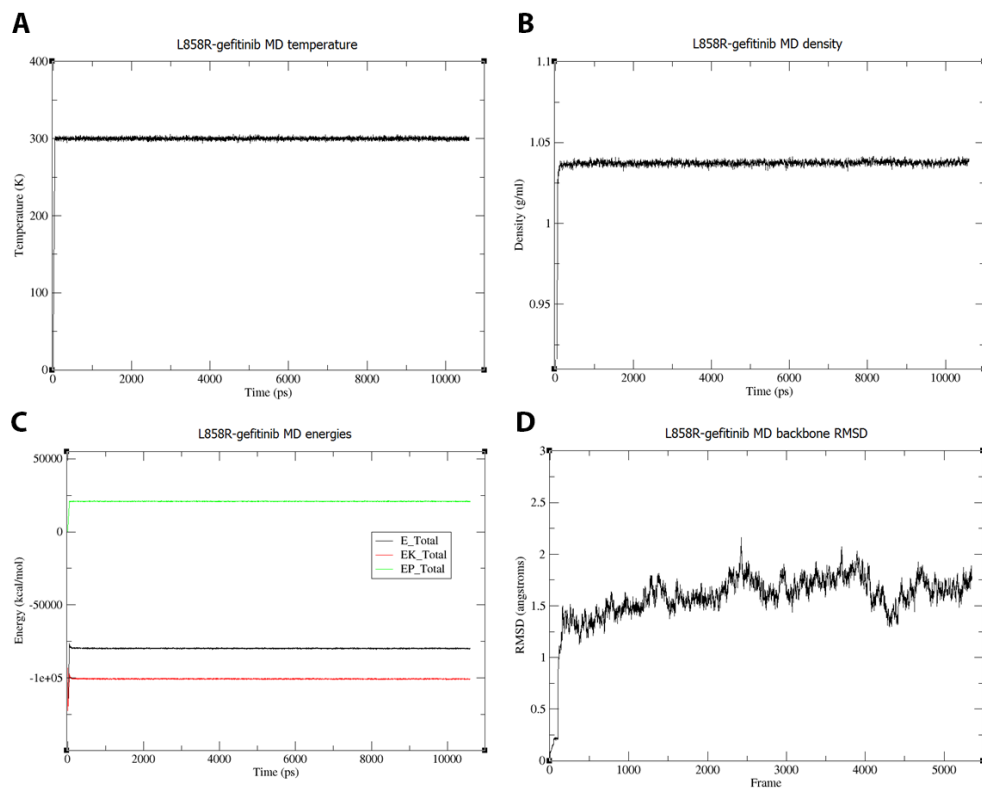 A
L858R-gefitinib MD temperature
400
300
200
100
0
Temperature (K)
0 2000 4000 6000 8000 10000
Time (ps)
B
L858R-gefitinib MD density
1.1
1.05
1
0.95
Density (g/ml)
0 2000 4000 6000 8000 10000
Time (ps)
C
L858R-gefitinib MD energies
50000
0
-50000
-1e+05
Energy (kcal/mol)
E_Total
EK_Total
EP_Total
0 2000 4000 6000 8000 10000
Time (ps)
D
L858R-gefitinib MD backbone RMSD
3
2.5
2
1.5
1
0.5
0
RMSD (angstroms)
0 1000 2000 3000 4000 5000
Frame